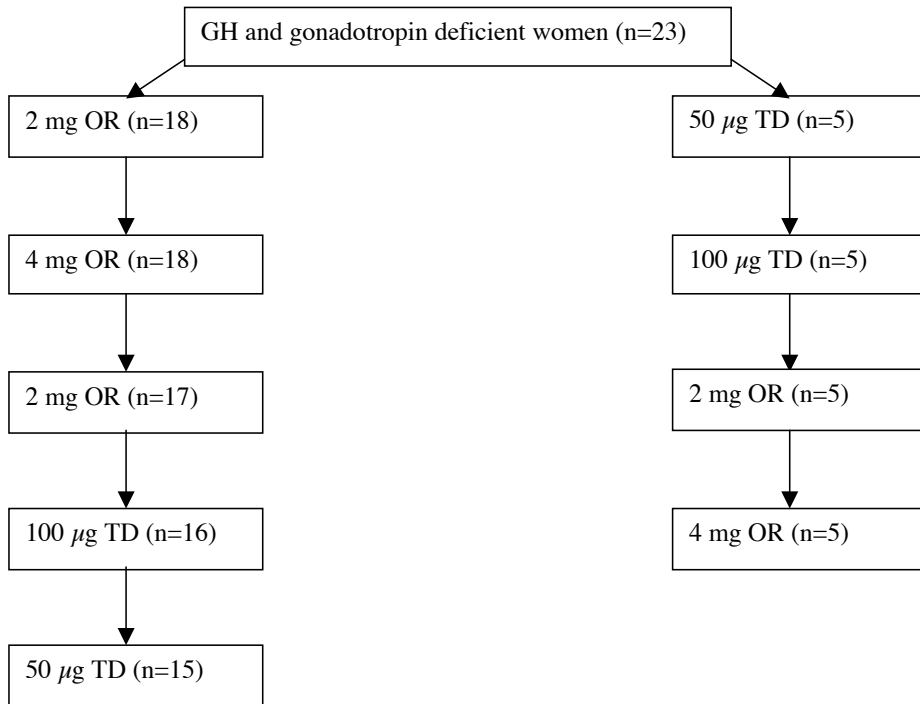 GH and gonadotropin deficient women (n=23)
2 mg OR (n=18)
50 µg TD (n=5)
4 mg OR (n=18)
100 µg TD (n=5)
2 mg OR (n=17)
2 mg OR (n=5)
100 µg TD (n=16)
4 mg OR (n=5)
50 µg TD (n=15)